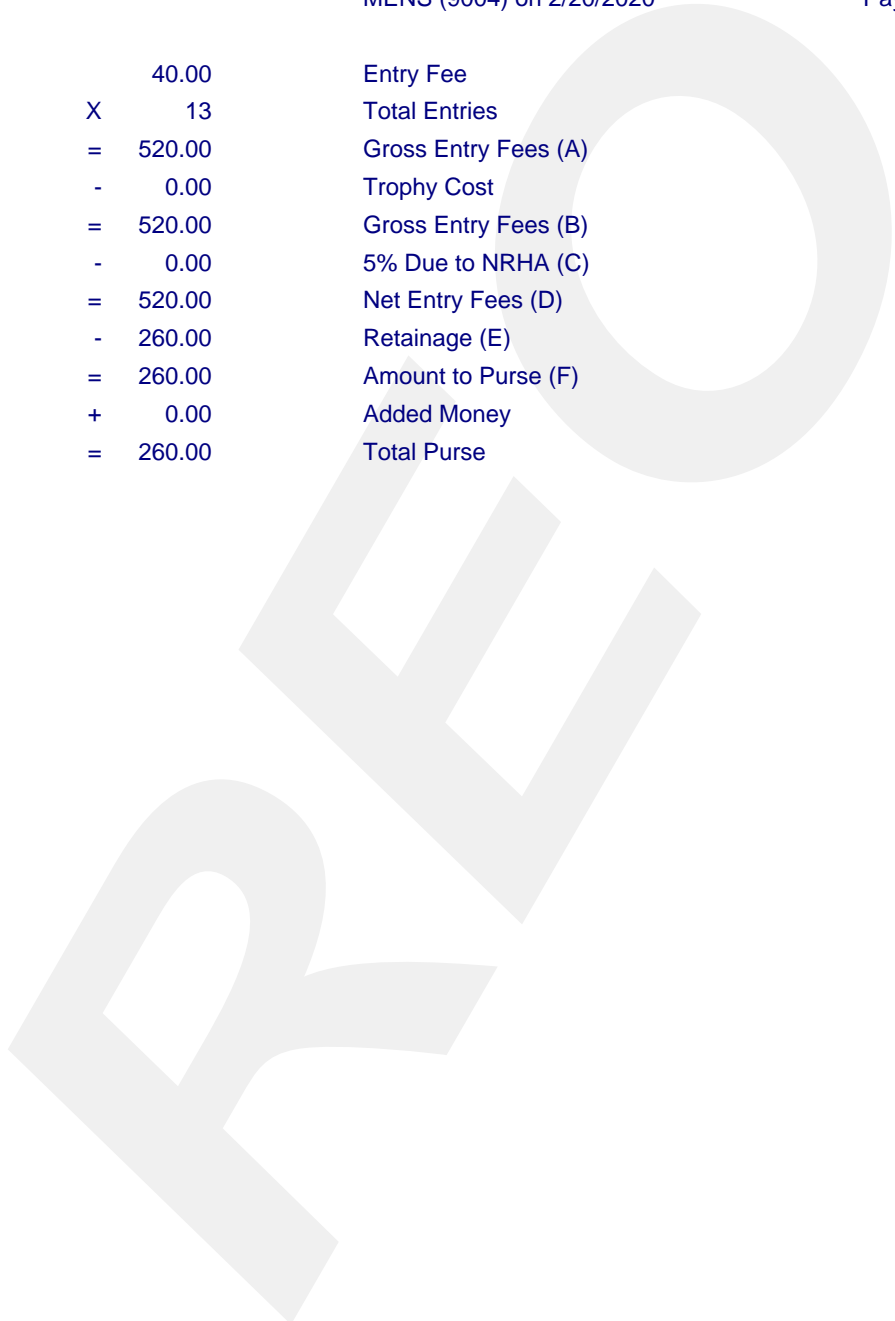 40.00 Entry Fee
X 13 Total Entries
= 520.00 Gross Entry Fees (A)
- 0.00 Trophy Cost
= 520.00 Gross Entry Fees (B)
- 0.00 5% Due to NRHA (C)
= 520.00 Net Entry Fees (D)
- 260.00 Retainage (E)
= 260.00 Amount to Purse (F)
+ 0.00 Added Money
= 260.00 Total Purse
REO